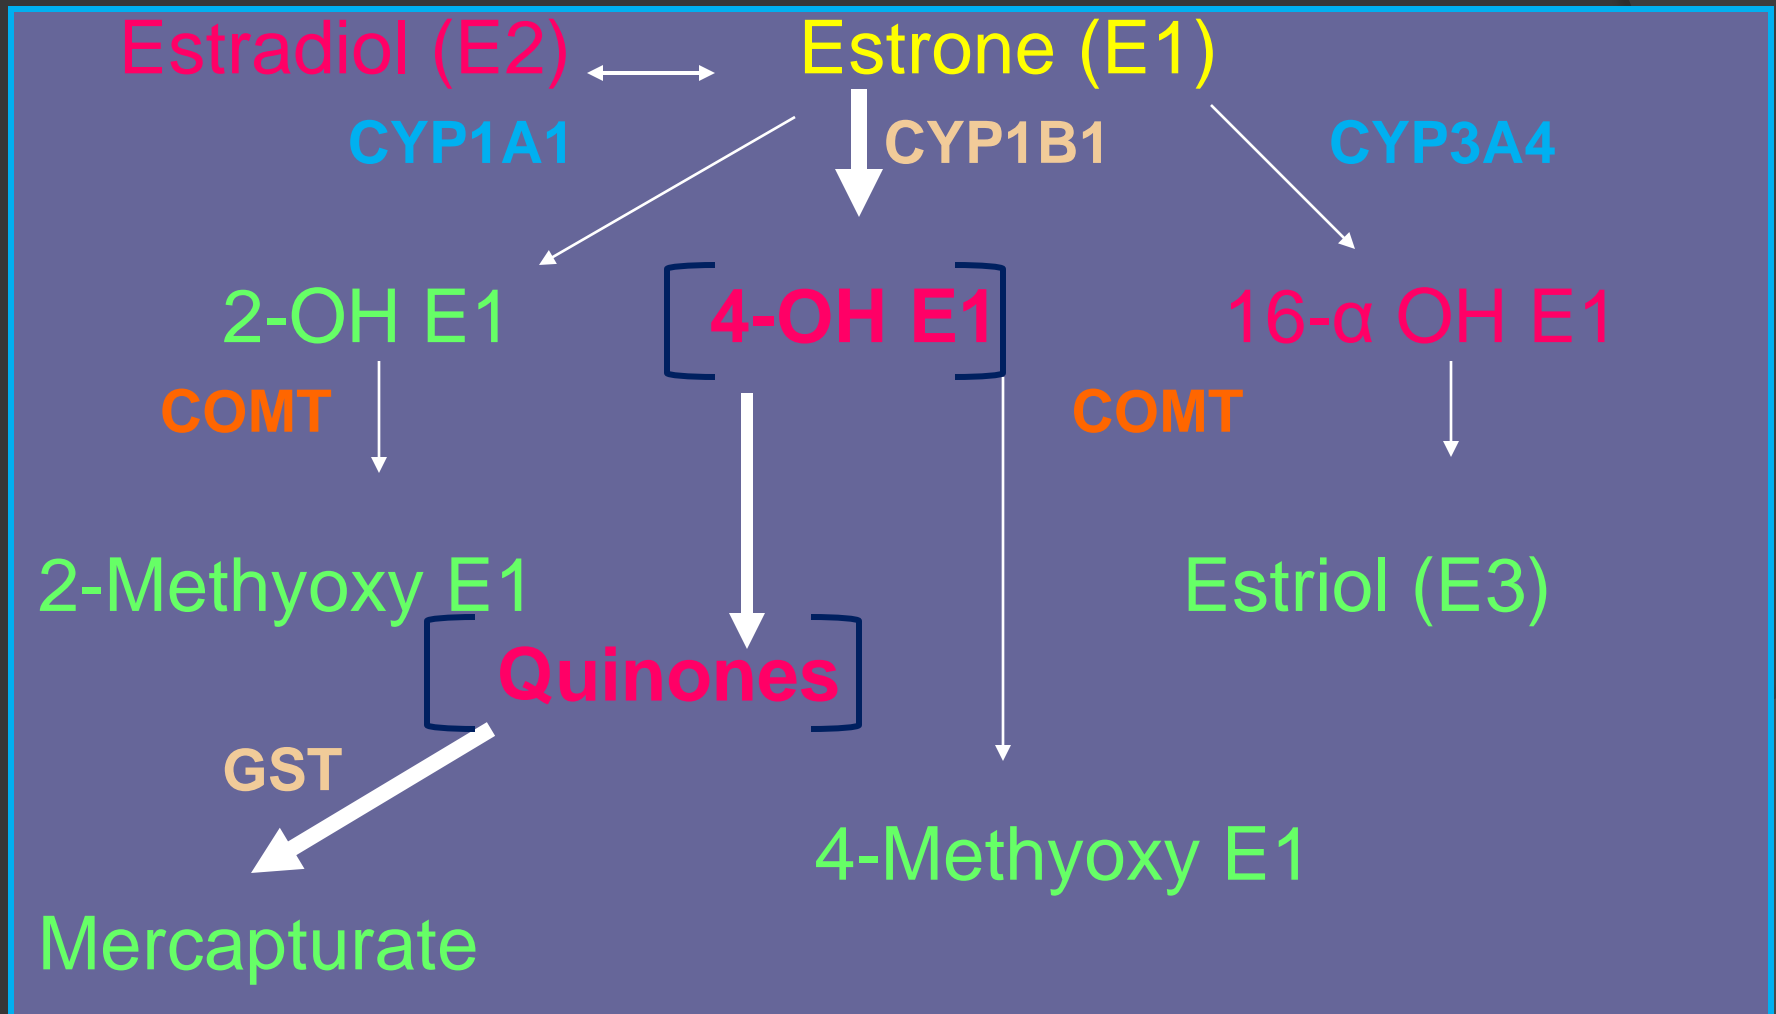 Estradiol (E2) Estrone (E1)
CYP1A1 CYP1B1 CYP3A4
2-OH E1 4-OH E1 16-α OH E1
COMT COMT
2-Methyoxy E1 Estriol (E3)
Quinones
GST
4-Methyoxy E1
Mercapturate